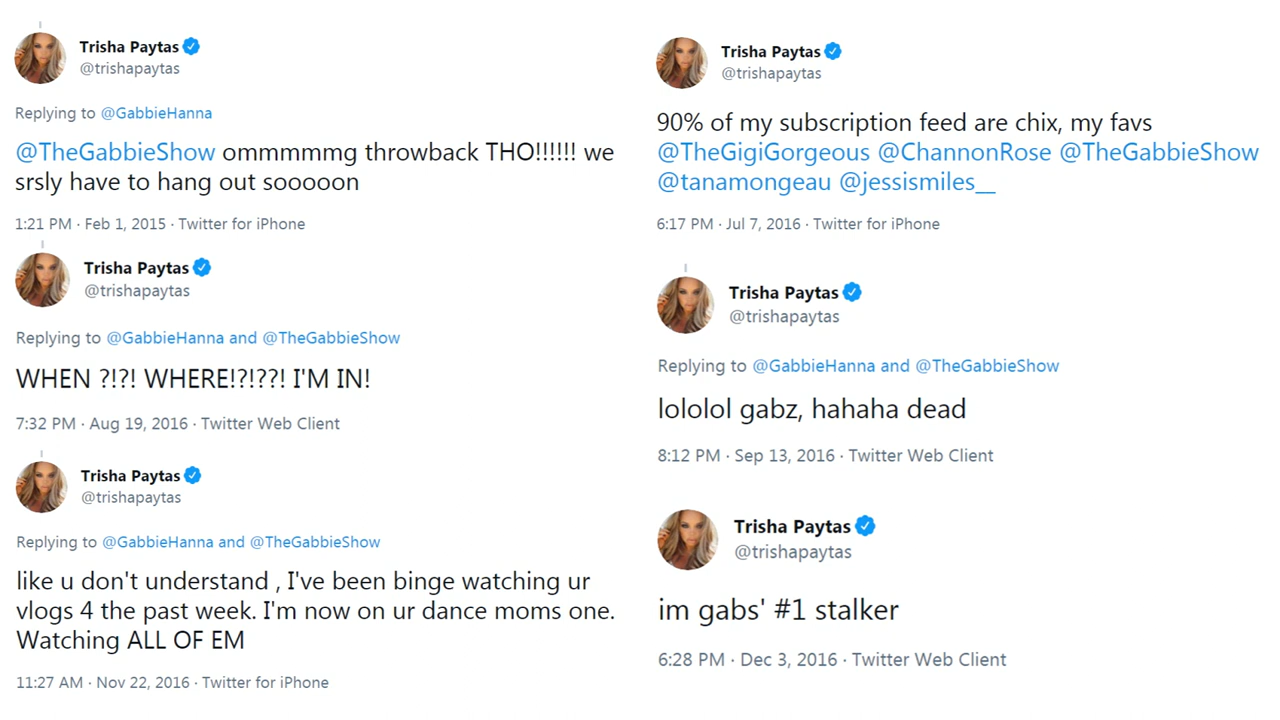 Trisha Paytas
@trishapaytas
Replying to @GabbieHanna
@TheGabbieShow ommmmmg throwback THO!!!!!! we
srsly have to hang out sooooon
1:21 PM · Feb 1, 2015 · Twitter for iPhone
Trisha Paytas
@trishapaytas
Replying to @GabbieHanna and @TheGabbieShow
WHEN ?!?! WHERE!?!??! I'M IN!
7:32 PM · Aug 19, 2016 · Twitter Web Client
Trisha Paytas
@trishapaytas
Replying to @GabbieHanna and @TheGabbieShow
like u don't understand , I've been binge watching ur
vlogs 4 the past week. I'm now on ur dance moms one.
Watching ALL OF EM
11:27 AM · Nov 22, 2016 · Twitter for iPhone
Trisha Paytas
@trishapaytas
90% of my subscription feed are chix, my favs
@TheGigiGorgeous @ChannonRose @TheGabbieShow
@tanamongeau @jessismiles__
6:17 PM · Jul 7, 2016 · Twitter for iPhone
Trisha Paytas
@trishapaytas
Replying to @GabbieHanna and @TheGabbieShow
lololol gabz, hahaha dead
8:12 PM · Sep 13, 2016 · Twitter Web Client
Trisha Paytas
@trishapaytas
im gabs' #1 stalker
6:28 PM · Dec 3, 2016 · Twitter Web Client